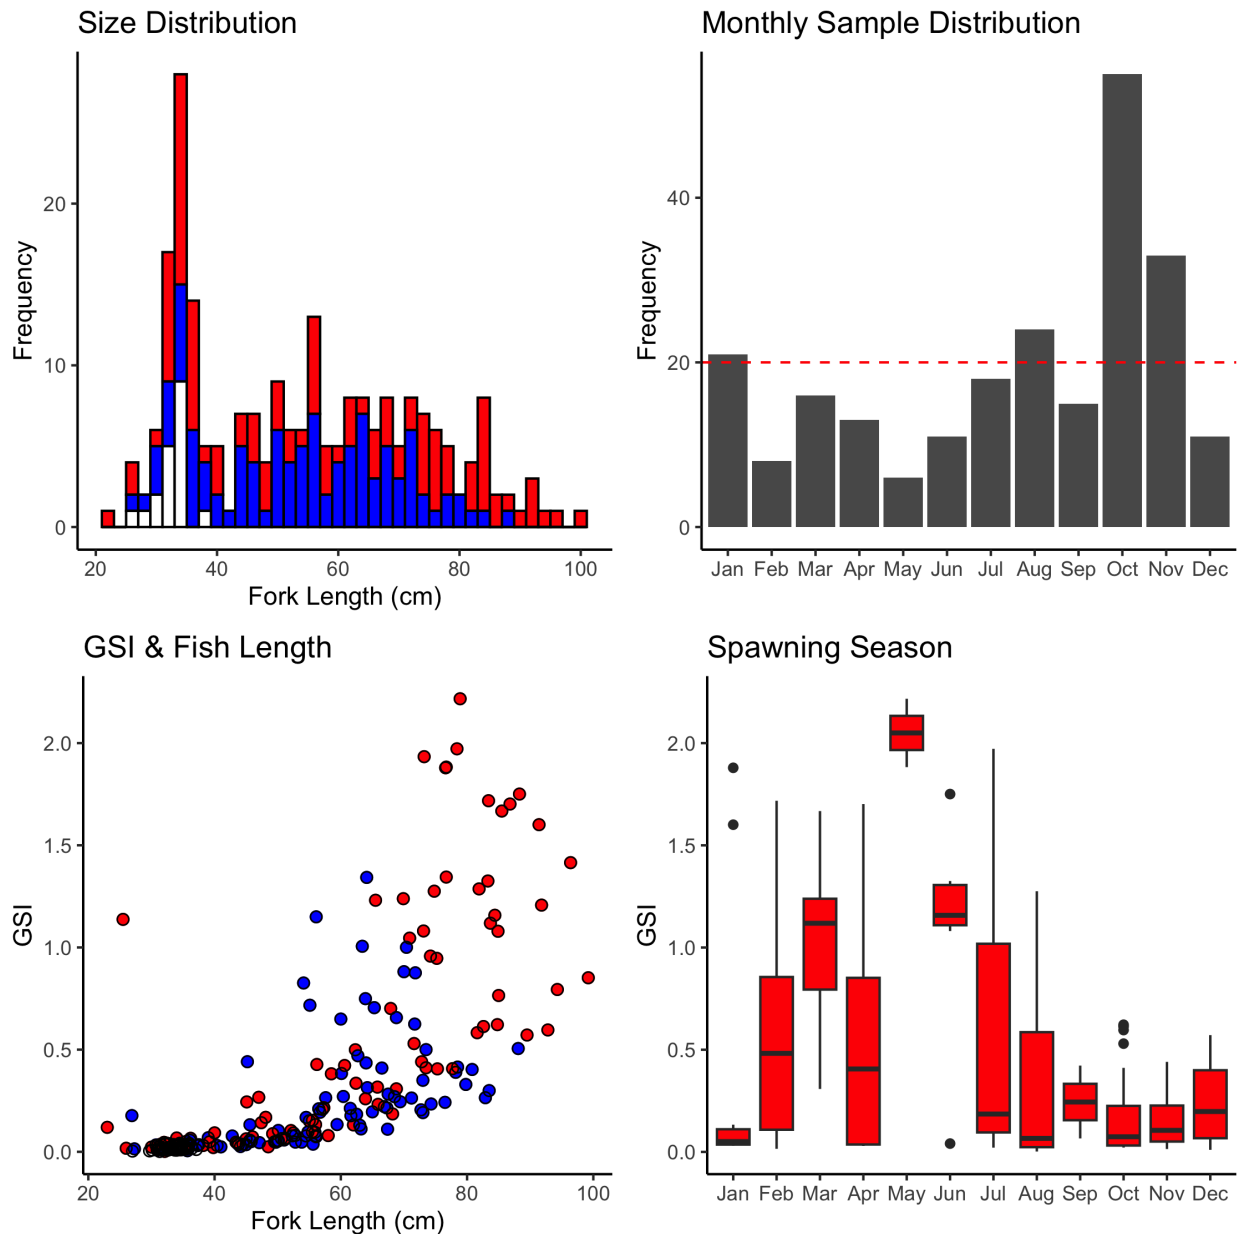 Size Distribution
Frequency
20
10
0
20 40 60 80 100
Fork Length (cm)
Monthly Sample Distribution
Frequency
40
20
0
Jan Feb Mar Apr May Jun Jul Aug Sep Oct Nov Dec
GSI & Fish Length
GSI
2.0
1.5
1.0
0.5
0.0
20 40 60 80 100
Fork Length (cm)
Spawning Season
GSI
2.0
1.5
1.0
0.5
0.0
Jan Feb Mar Apr May Jun Jul Aug Sep Oct Nov Dec